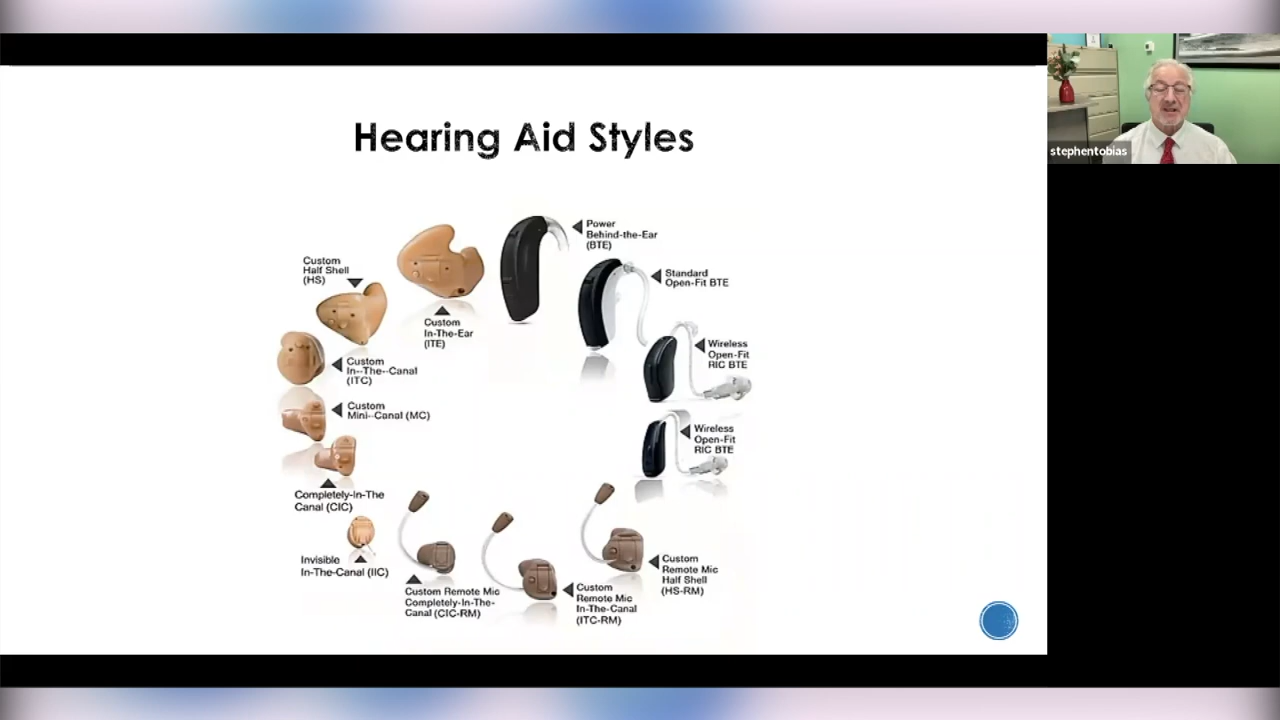 Hearing Aid Styles
stephentobias
Power
Behind-the-Ear
(BTE)
Standard
Open-Fit BTE
Wireless
Open-Fit
RIC BTE
Wireless
Open-Fit
RIC BTE
Custom
Remote Mic
Half Shell
(HS-RM)
Custom
Remote Mic
In-The-Canal
(ITC-RM)
Custom Remote Mic
Completely-In-The-
Canal (CIC-RM)
Invisible
In-The-Canal (IIC)
Completely-In-The
Canal (CIC)
Custom
Mini--Canal (MC)
Custom
In--The--Canal
(ITC)
Custom
Half Shell
(HS)
Custom
In-The-Ear
(ITE)